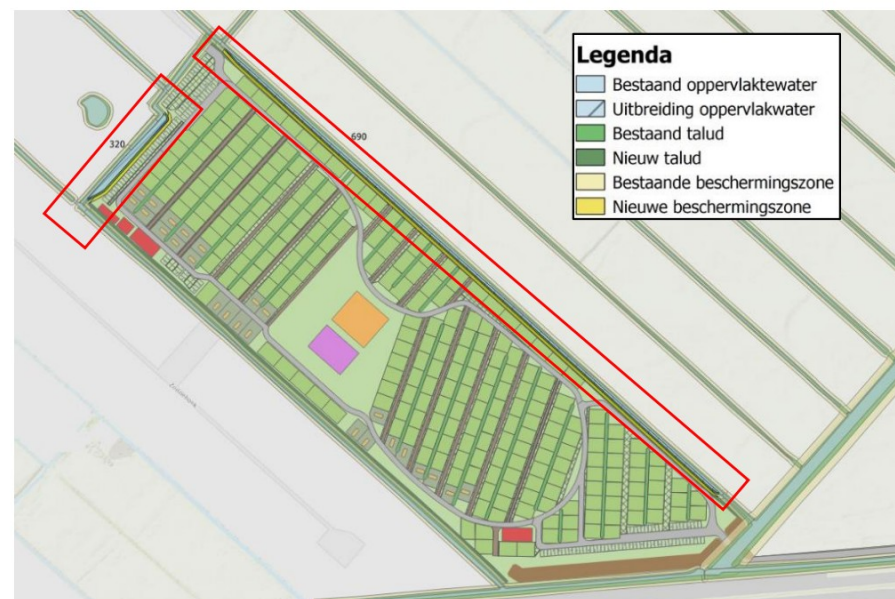 Legenda
Bestaand oppervlaktewater
Uitbreiding oppervlakwater
Bestaand talud
Nieuw talud
Bestaande beschermingszone
Nieuwe beschermingszone
690
320